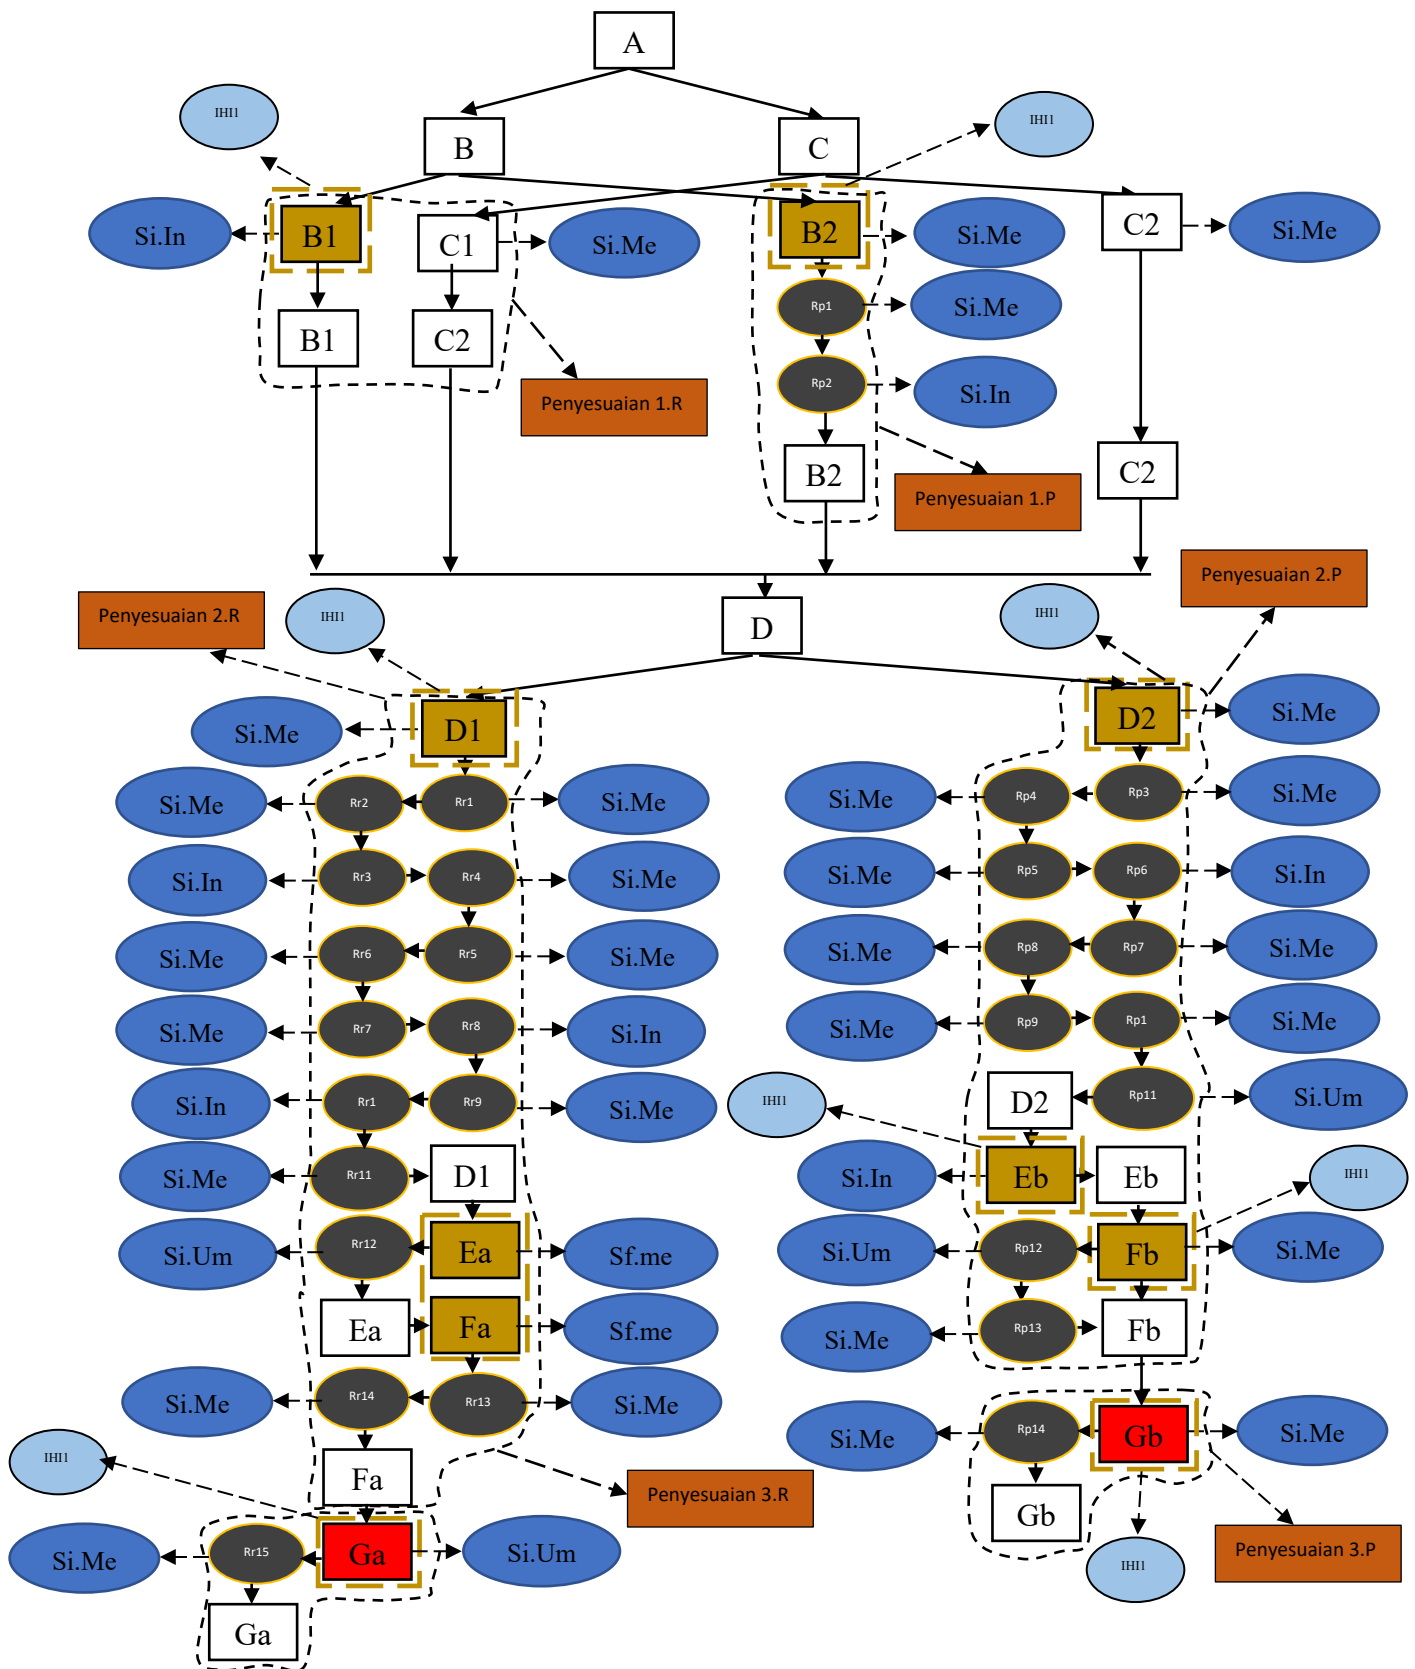 A
IHI1
B
C
IHI1
Si.In
B1
C1
Si.Me
B2
Si.Me
C2
Si.Me
Rp1
Si.Me
B1
C2
Rp2
Si.In
Penyesuaian 1.R
B2
C2
Penyesuaian 1.P
Penyesuaian 2.R
IHI1
D
IHI1
Penyesuaian 2.P
Si.Me
D1
D2
Si.Me
Si.Me
Rr2
Rr1
Si.Me
Si.Me
Rp4
Rp3
Si.Me
Si.In
Rr3
Rr4
Si.Me
Si.Me
Rp5
Rp6
Si.In
Si.Me
Rr6
Rr5
Si.Me
Si.Me
Rp8
Rp7
Si.Me
Si.Me
Rr7
Rr8
Si.In
Si.Me
Rp9
Rp1
Si.Me
Si.In
Rr1
Rr9
Si.Me
IHI1
D2
Rp11
Si.Um
Si.Me
Rr11
D1
Si.In
Eb
Eb
IHI1
Si.Um
Rr12
Ea
Sf.me
Si.Um
Rp12
Fb
Si.Me
Ea
Fa
Sf.me
Si.Me
Rp13
Fb
Si.Me
Rr14
Rr13
Si.Me
Si.Me
Rp14
Gb
Si.Me
IHI1
Fa
Penyesuaian 3.R
Gb
Si.Me
Rr15
Ga
Si.Um
IHI1
Penyesuaian 3.P
Ga